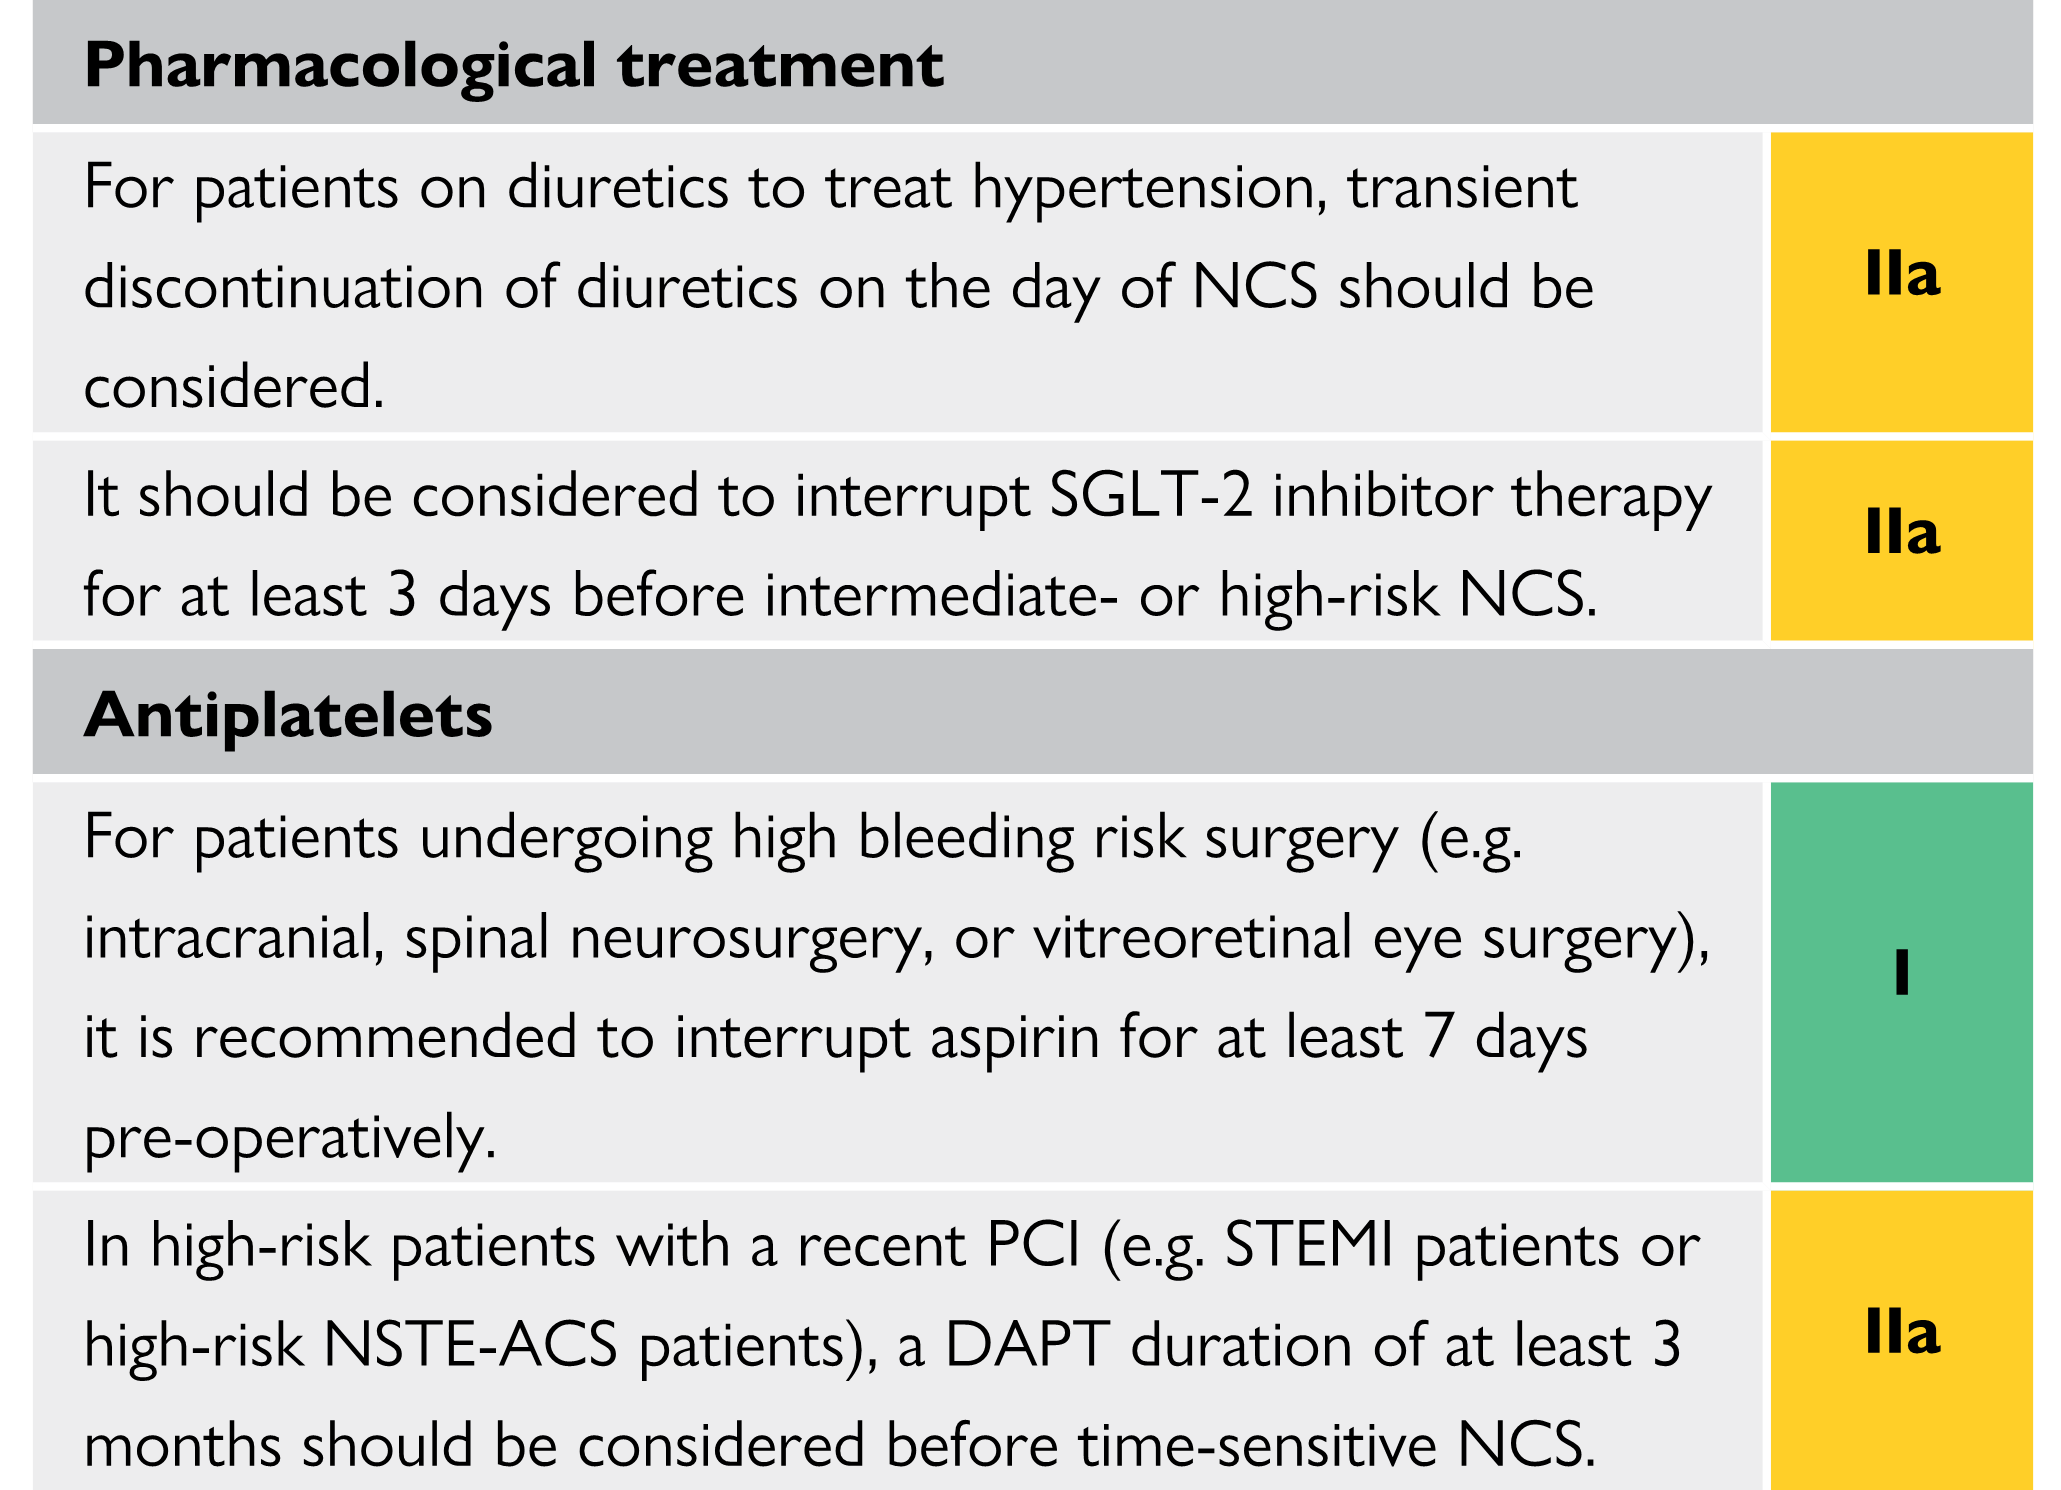 Pharmacological treatment
For patients on diuretics to treat hypertension, transient
discontinuation of diuretics on the day of NCS should be
considered.
IIa
It should be considered to interrupt SGLT-2 inhibitor therapy
for at least 3 days before intermediate- or high-risk NCS.
IIa
Antiplatelets
For patients undergoing high bleeding risk surgery (e.g.
intracranial, spinal neurosurgery, or vitreoretinal eye surgery),
it is recommended to interrupt aspirin for at least 7 days
pre-operatively.
I
In high-risk patients with a recent PCI (e.g. STEMI patients or
high-risk NSTE-ACS patients), a DAPT duration of at least 3
months should be considered before time-sensitive NCS.
IIa